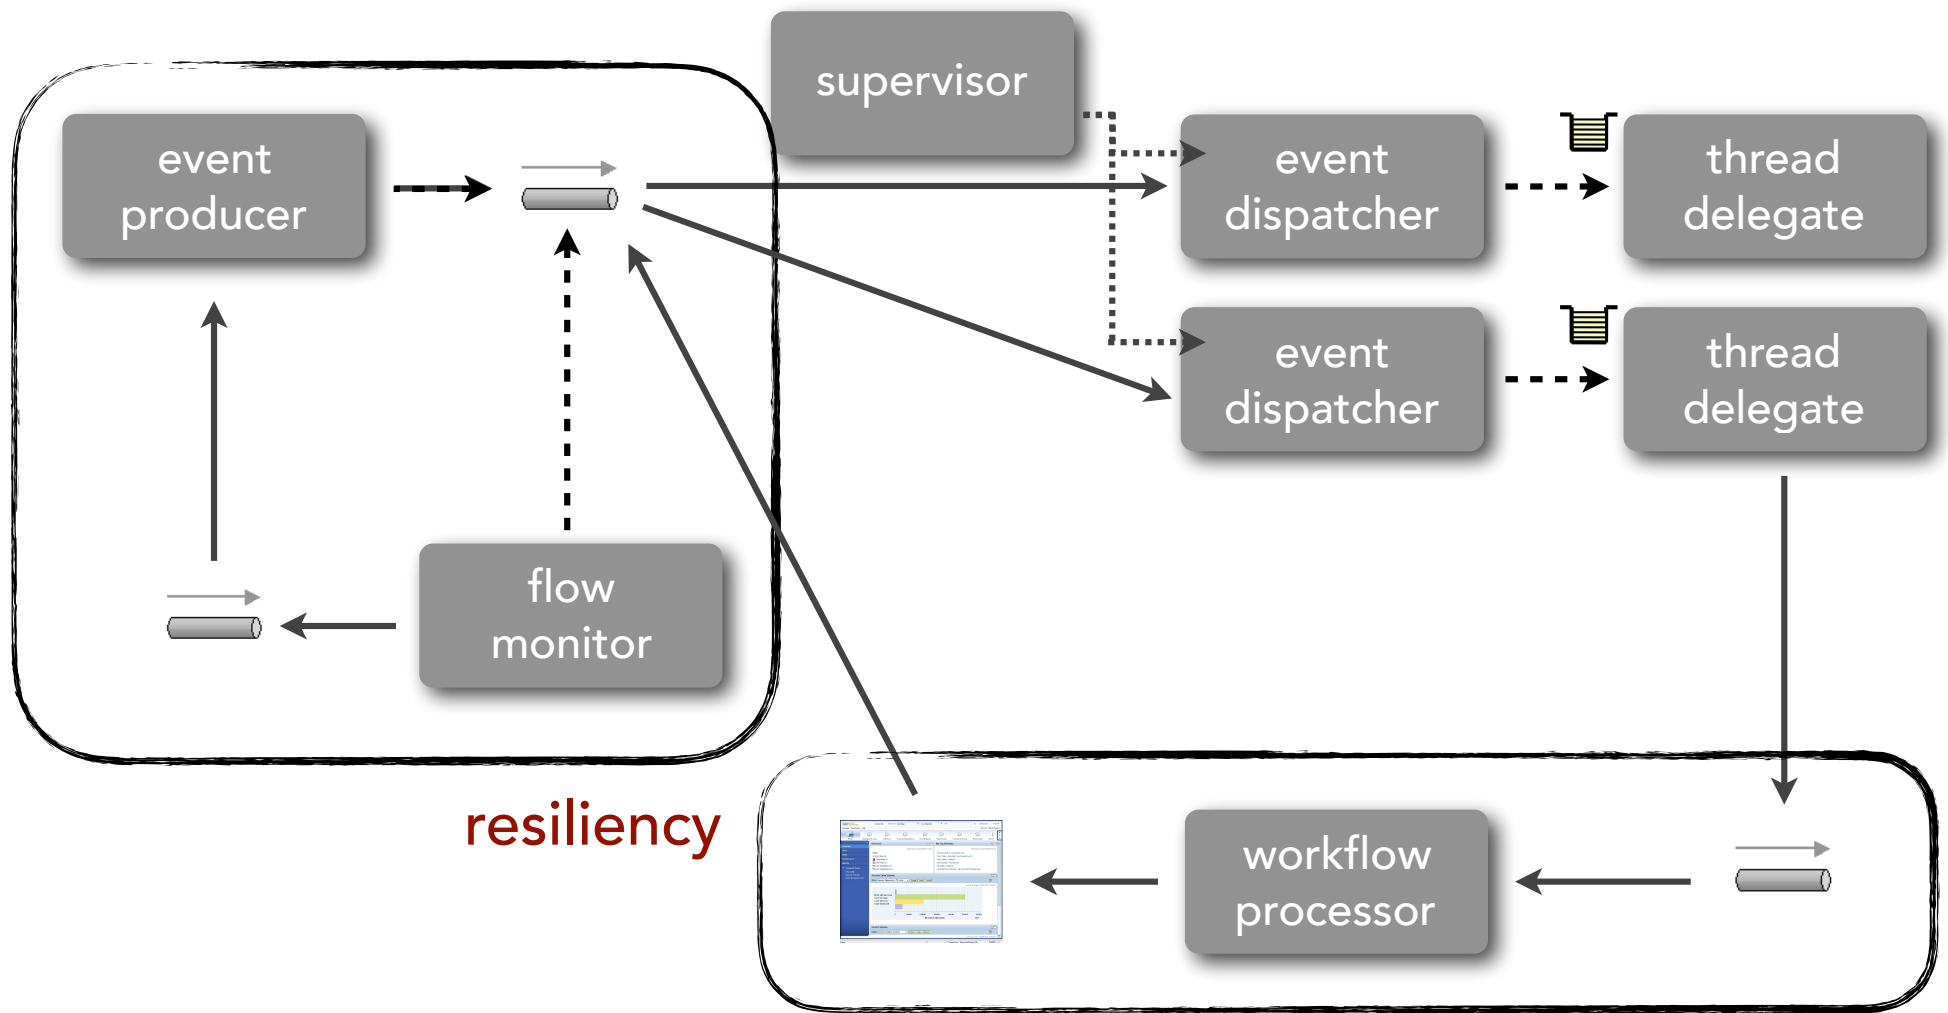 supervisor
event
producer
event
dispatcher
thread
delegate
event
dispatcher
thread
delegate
flow
monitor
resiliency
workflow
processor